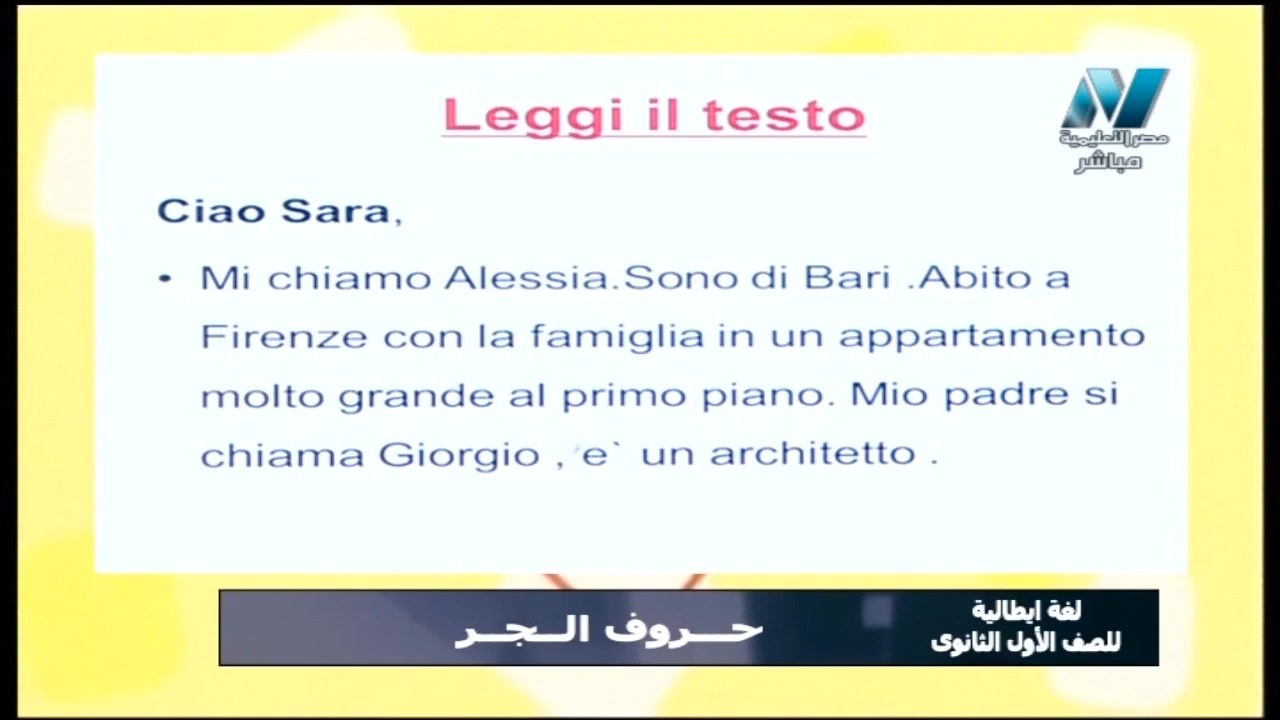 Leggi il testo
مصر التعليمية
مباشر
Ciao Sara,
• Mi chiamo Alessia.Sono di Bari .Abito a
Firenze con la famiglia in un appartamento
molto grande al primo piano. Mio padre si
chiama Giorgio , e` un architetto .
لغة ايطالية
للصف الأول الثانوى
حـــروف الــجــر